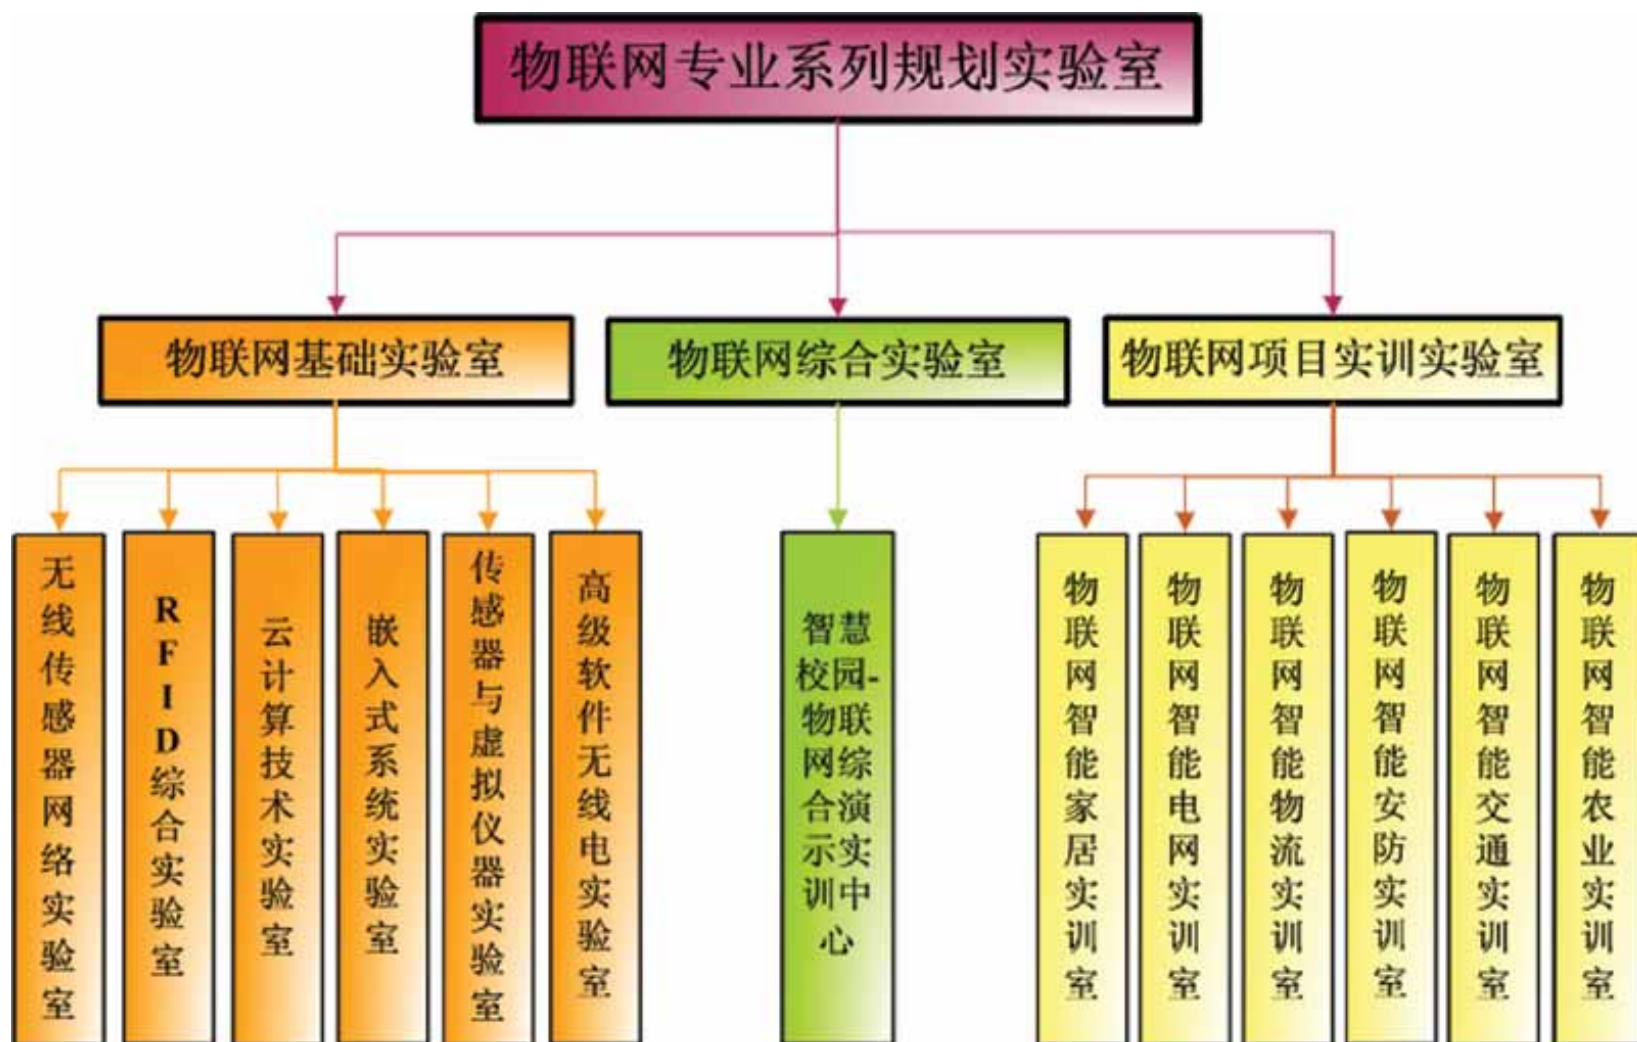 物联网专业系列规划实验室
物联网基础实验室
物联网综合实验室
物联网项目实训实验室
无线传感器网络实验室
RFID综合实验室
云计算技术实验室
嵌入式系统实验室
传感器与虚拟仪器实验室
高级软件无线电实验室
智慧
校园-
物联
网综
合演
示实
训中
心
物联网智能家居实训室
物联网智能电网实训室
物联网智能物流实训室
物联网智能安防实训室
物联网智能交通实训室
物联网智能农业实训室